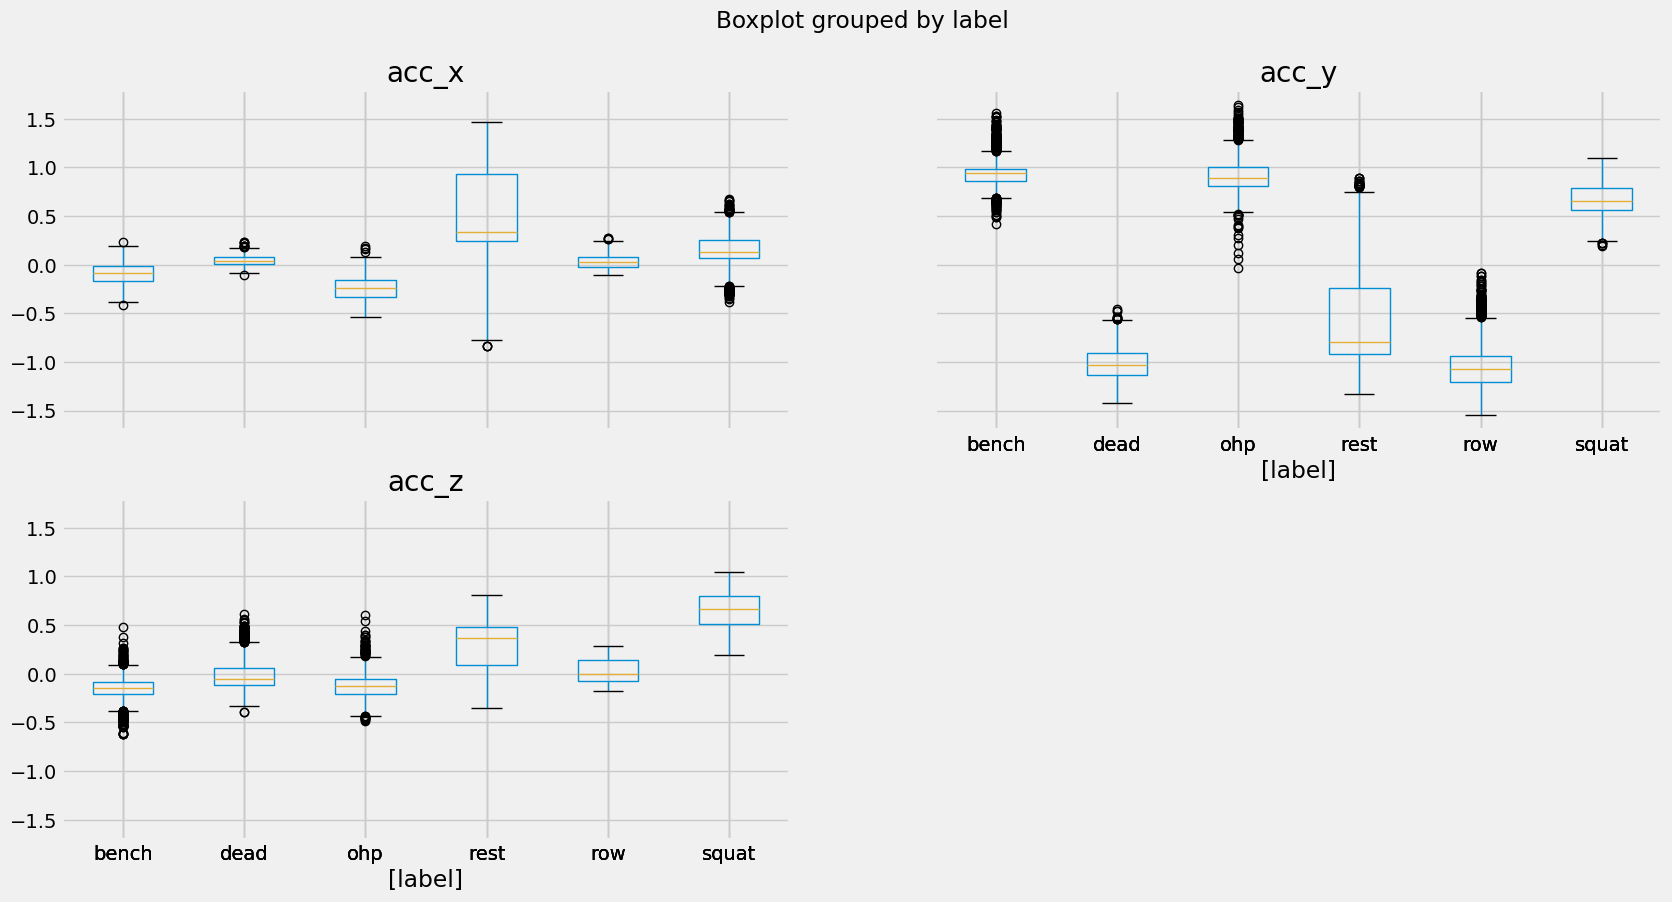 Boxplot grouped by label
acc_x
1.5
1.0
0.5
0.0
−0.5
−1.0
−1.5
acc_y
bench dead ohp rest row squat
[label]
acc_z
1.5
1.0
0.5
0.0
−0.5
−1.0
−1.5
bench dead ohp rest row squat
[label]